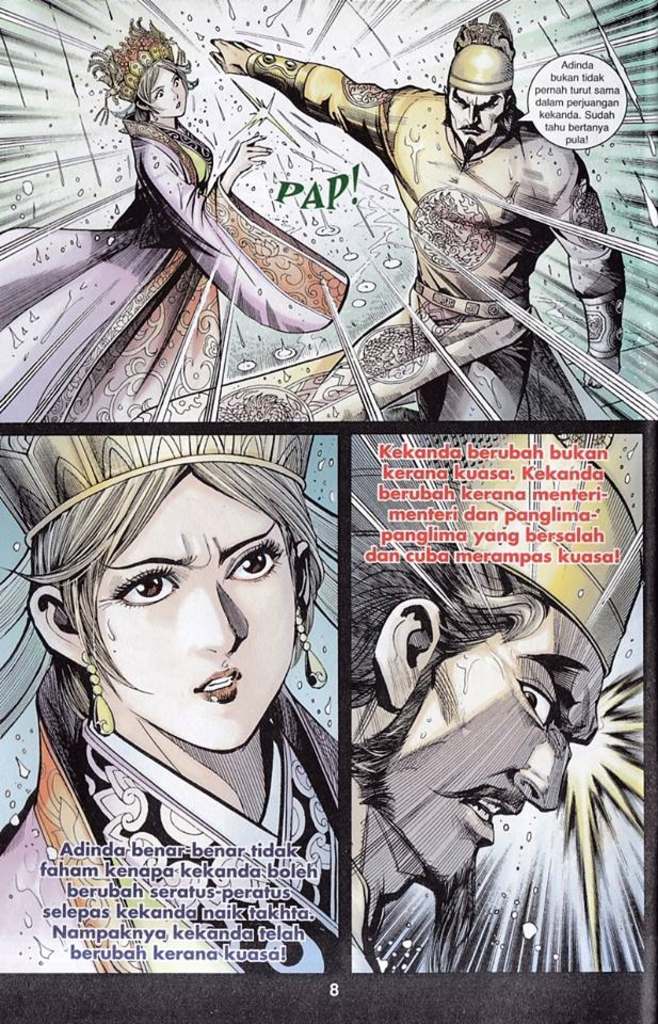 Adinda
bukan tidak
pernah turut sama
dalam perjuangan
kekanda. Sudah
tahu bertanya
pula!
PAP!
Adinda benar-benar tidak
faham kenapa kekanda boleh
berubah seratus-peratus
selepas kekanda naik takhta.
Nampaknya kekanda telah
berubah kerana kuasa!
Kekanda berubah bukan
kerana kuasa. Kekanda
berubah kerana menteri-
menteri dan panglima-
panglima yang bersalah
dan cuba merampas kuasa!
8